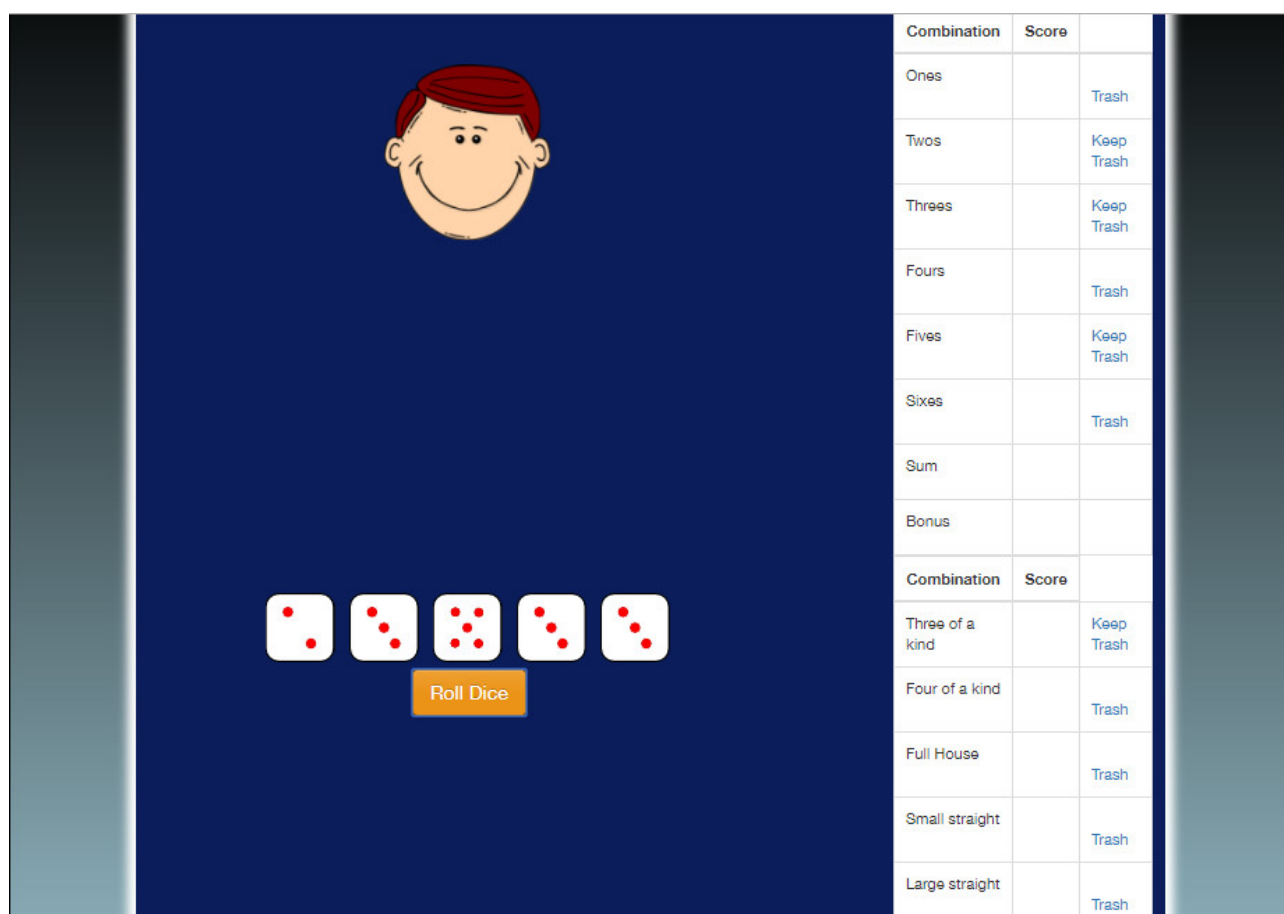 Combination Score
Ones
Trash
Twos
Keep
Trash
Threes
Keep
Trash
Fours
Trash
Fives
Keep
Trash
Sixes
Trash
Sum
Bonus
Combination Score
Three of a
kind
Keep
Trash
Four of a kind
Trash
Full House
Trash
Small straight
Trash
Large straight
Trash
Roll Dice